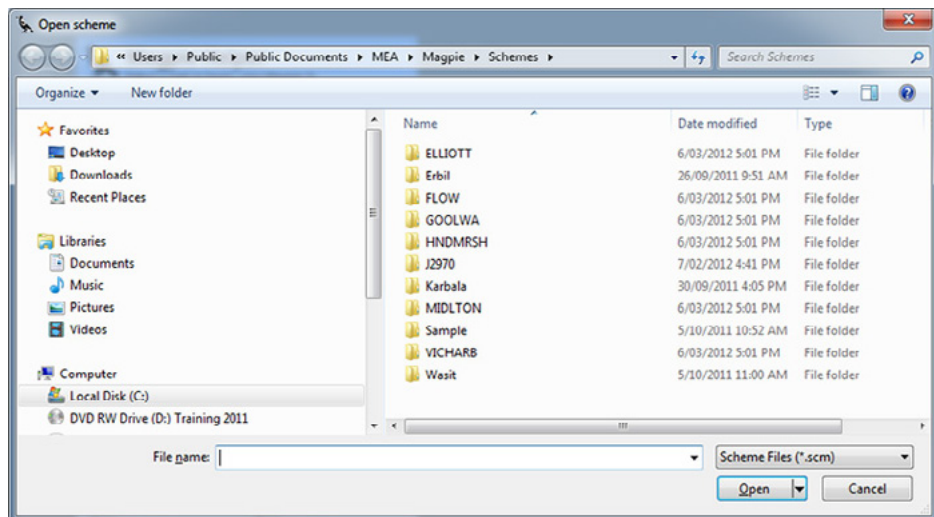 Open scheme
« Users ▸ Public ▸ Public Documents ▸ MEA ▸ Magpie ▸ Schemes ▸ Search Schemes
Organize ▾ New folder
Favorites
Desktop
Downloads
Recent Places
Libraries
Documents
Music
Pictures
Videos
Computer
Local Disk (C:)
DVD RW Drive (D:) Training 2011
Name Date modified Type
ELLIOTT 6/03/2012 5:01 PM File folder
Erbil 26/09/2011 9:51 AM File folder
FLOW 6/03/2012 5:01 PM File folder
GOOLWA 6/03/2012 5:01 PM File folder
HNDMRSH 6/03/2012 5:01 PM File folder
J2970 7/02/2012 4:41 PM File folder
Karbala 30/09/2011 4:05 PM File folder
MIDLTON 6/03/2012 5:01 PM File folder
Sample 5/10/2011 10:52 AM File folder
VICHARB 6/03/2012 5:01 PM File folder
Wasit 5/10/2011 11:00 AM File folder
File name: Scheme Files (*.scm)
Open Cancel